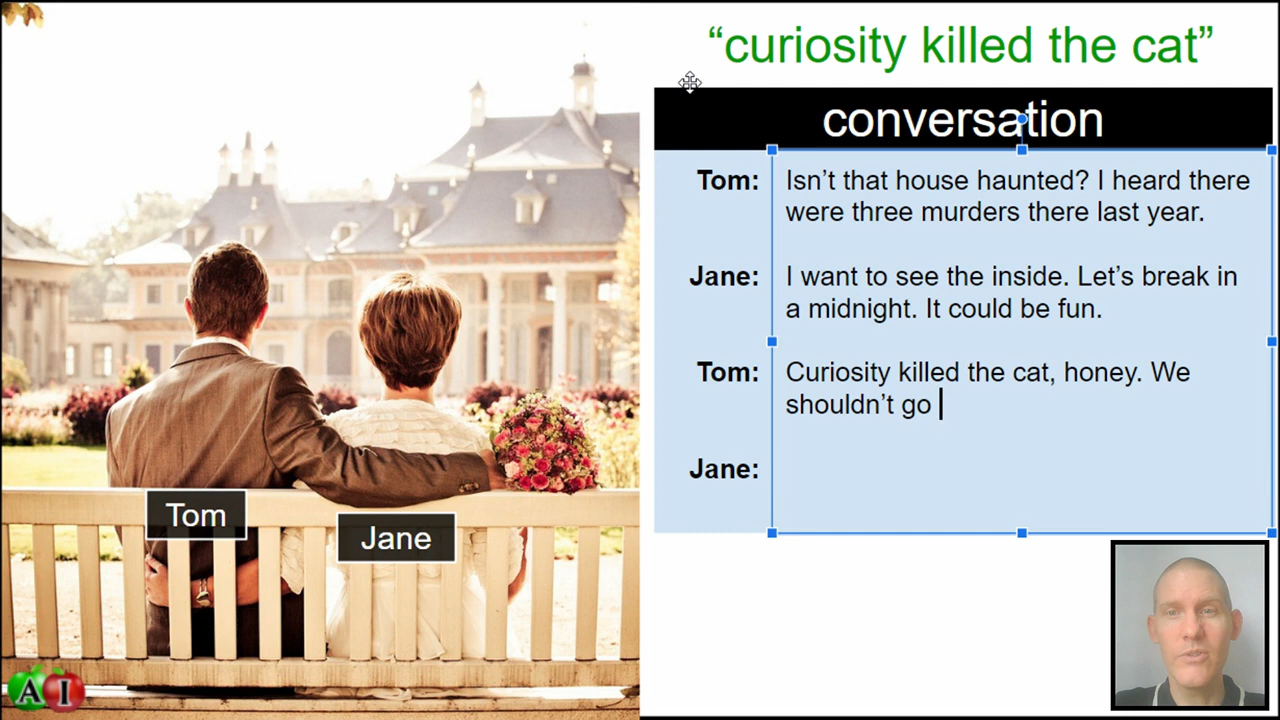 “curiosity killed the cat”
conversation
Tom: Isn’t that house haunted? I heard there
were three murders there last year.
Jane: I want to see the inside. Let’s break in
a midnight. It could be fun.
Tom: Curiosity killed the cat, honey. We
shouldn’t go
Jane:
Tom
Jane
A I